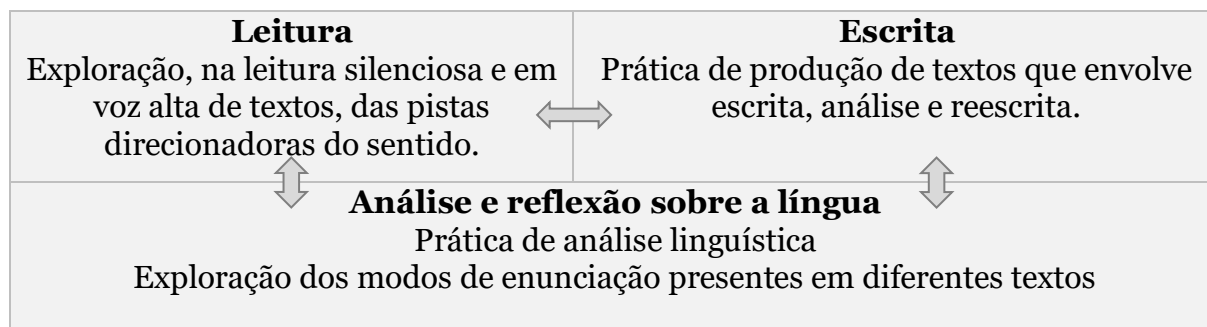 Leitura
Exploração, na leitura silenciosa e em
voz alta de textos, das pistas
direcionadoras do sentido.
Escrita
Prática de produção de textos que envolve
escrita, análise e reescrita.
Análise e reflexão sobre a língua
Prática de análise linguística
Exploração dos modos de enunciação presentes em diferentes textos